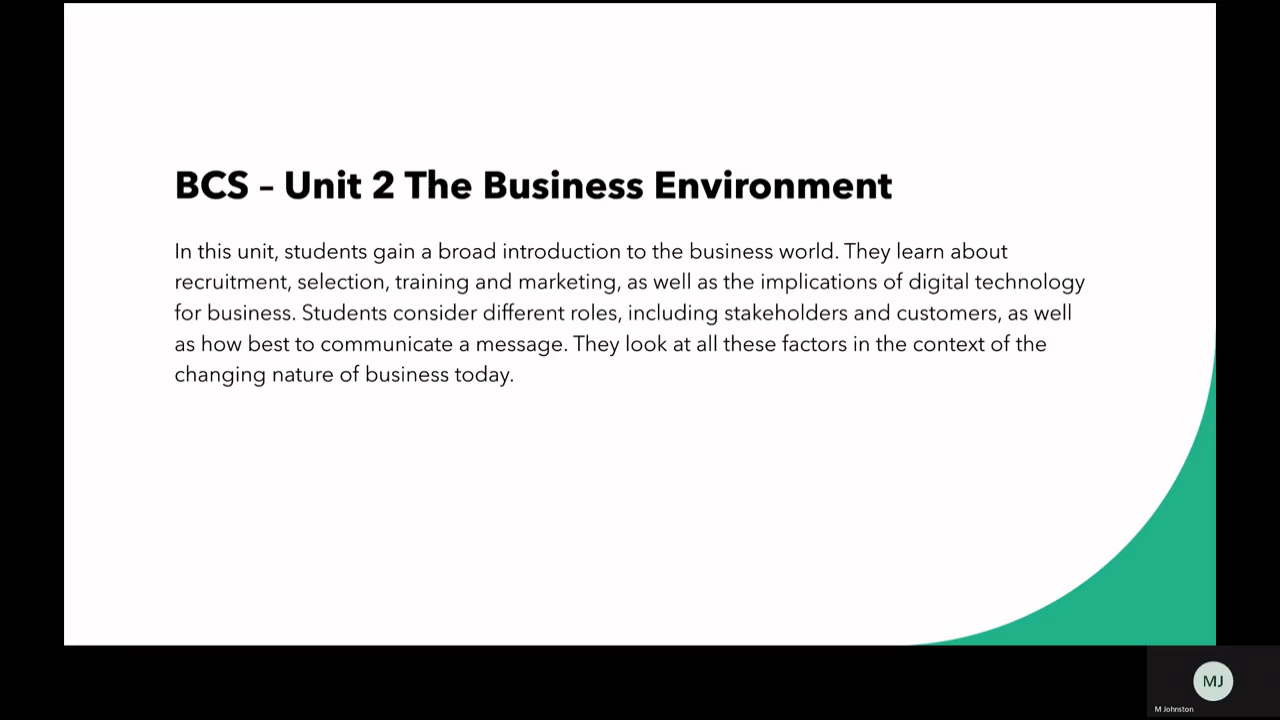 BCS – Unit 2 The Business Environment
In this unit, students gain a broad introduction to the business world. They learn about
recruitment, selection, training and marketing, as well as the implications of digital technology
for business. Students consider different roles, including stakeholders and customers, as well
as how best to communicate a message. They look at all these factors in the context of the
changing nature of business today.
MJ
M Johnston